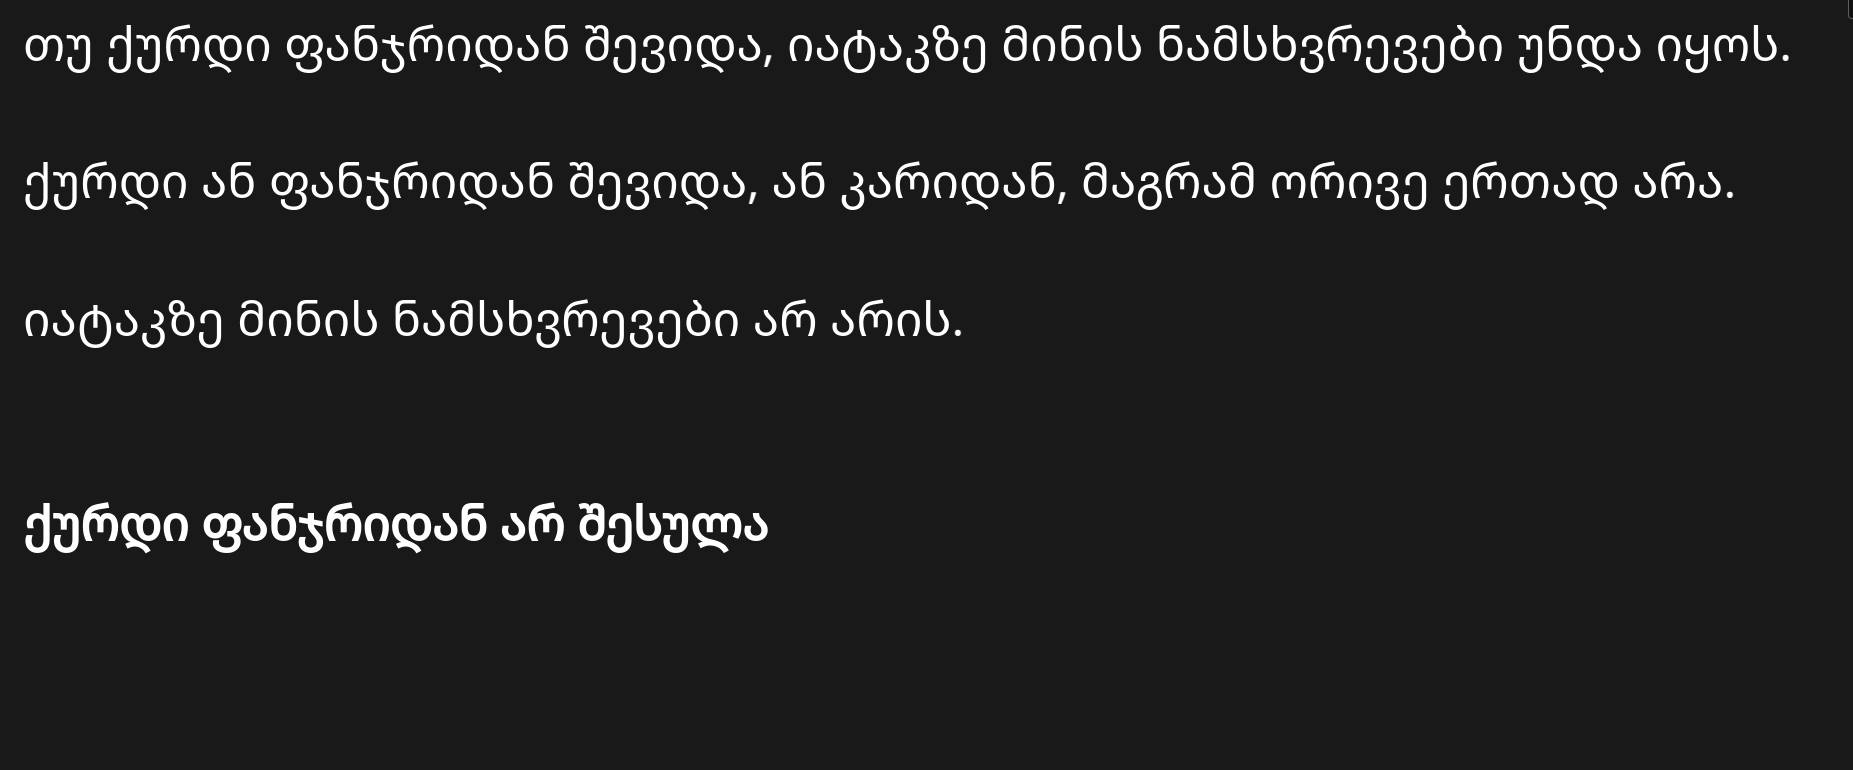 თუ ქურდი ფანჯრიდან შევიდა, იატაკზე მინის ნამსხვრევები უნდა იყოს.
ქურდი ან ფანჯრიდან შევიდა, ან კარიდან, მაგრამ ორივე ერთად არა.
იატაკზე მინის ნამსხვრევები არ არის.
ქურდი ფანჯრიდან არ შესულა